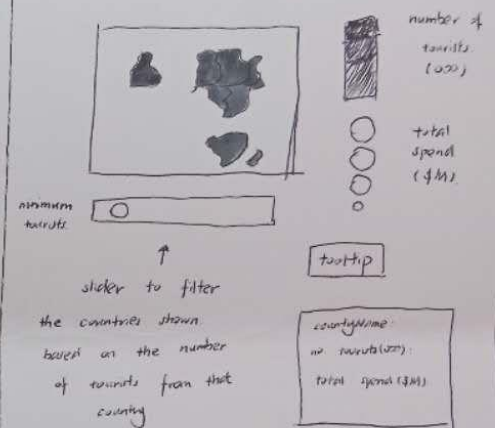 number of
tourists
(000)
total
spend
($M)
minimum
tourists
tooltip
slider to filter
the countries shown
based on the number
of tourists from that
country
countryName:
no tourists(000):
total spend ($M)